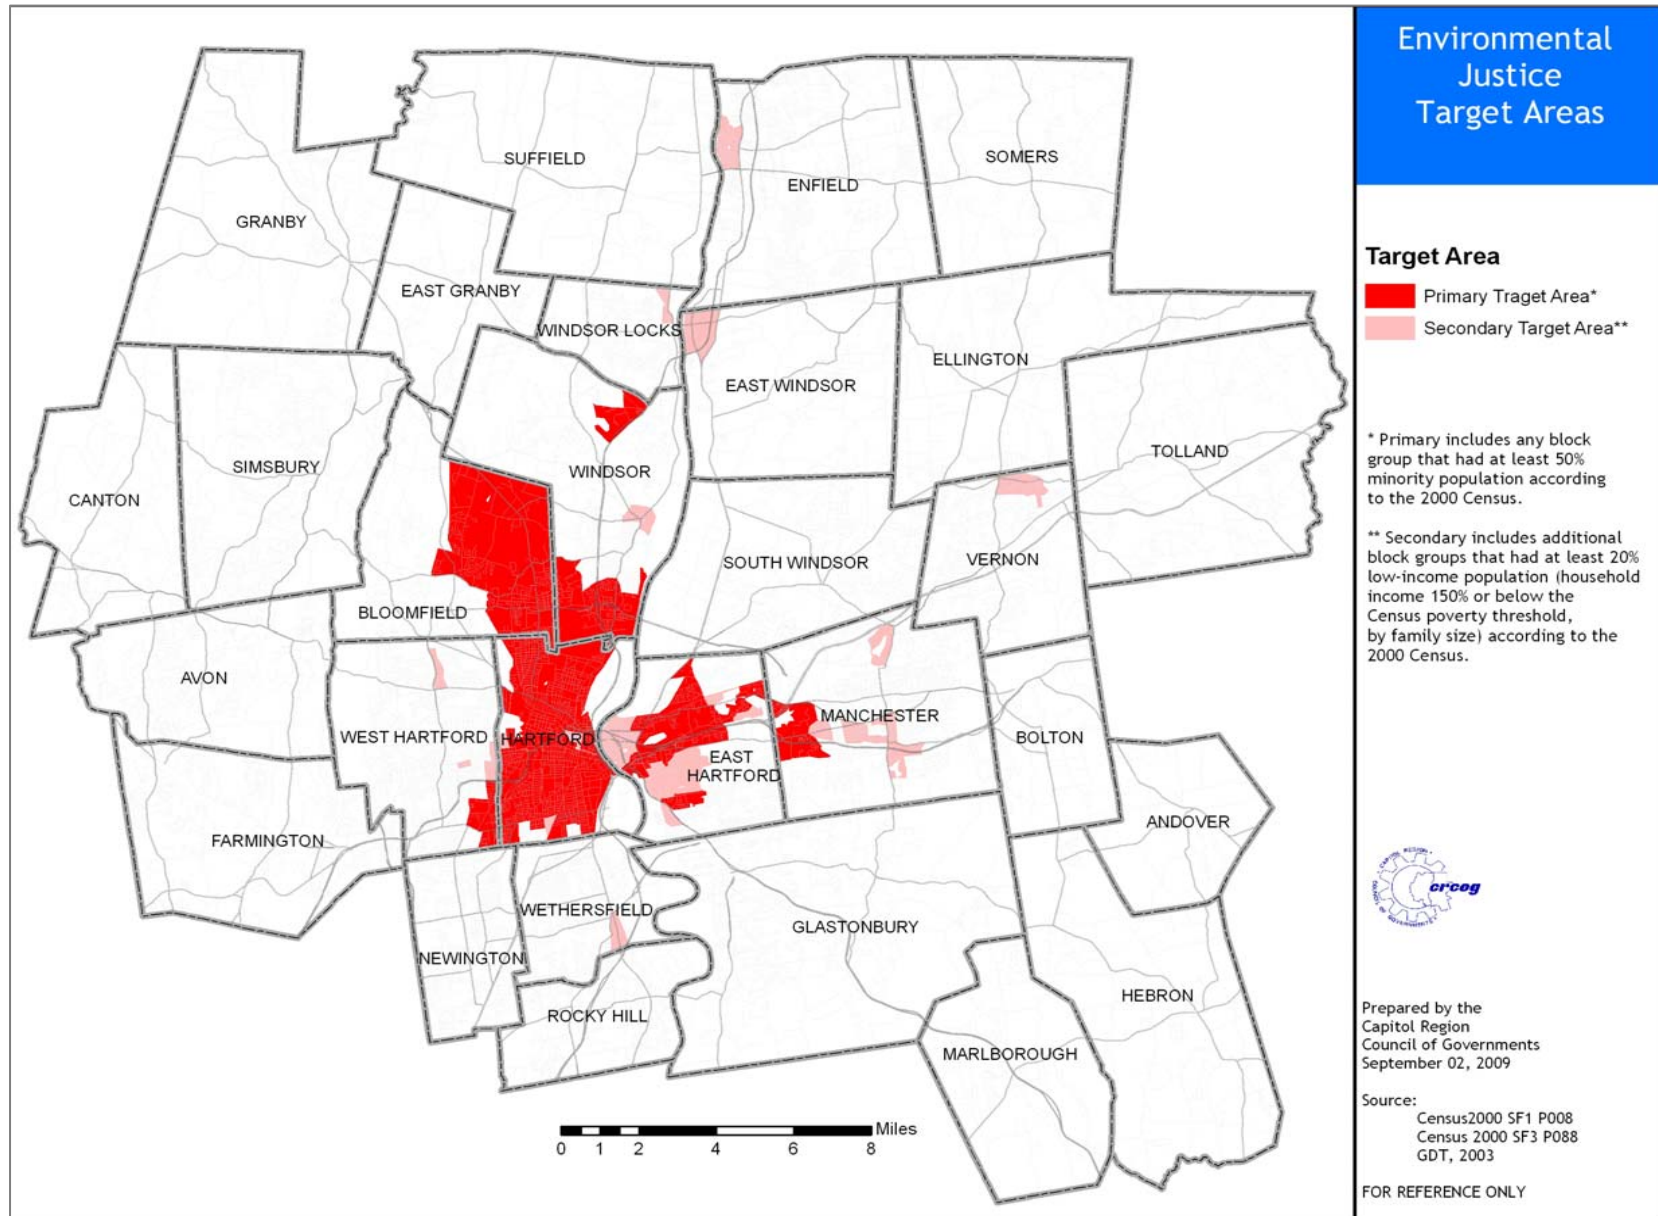 Environmental
Justice
Target Areas
SUFFIELD
SOMERS
ENFIELD
GRANBY
EAST GRANBY
WINDSOR LOCKS
ELLINGTON
EAST WINDSOR
TOLLAND
SIMSBURY
WINDSOR
CANTON
SOUTH WINDSOR
VERNON
BLOOMFIELD
AVON
MANCHESTER
WEST HARTFORD
HARTFORD
BOLTON
EAST
HARTFORD
ANDOVER
FARMINGTON
WETHERSFIELD
GLASTONBURY
NEWINGTON
HEBRON
ROCKY HILL
MARLBOROUGH
Miles
0 1 2 4 6 8
Target Area
Primary Traget Area*
Secondary Target Area**
* Primary includes any block
group that had at least 50%
minority population according
to the 2000 Census.
** Secondary includes additional
block groups that had at least 20%
low-income population (household
income 150% or below the
Census poverty threshold,
by family size) according to the
2000 Census.
CAPITOL REGION
COUNCIL OF GOVERNMENTS
crcog
Prepared by the
Capitol Region
Council of Governments
September 02, 2009
Source:
Census2000 SF1 P008
Census 2000 SF3 P088
GDT, 2003
FOR REFERENCE ONLY